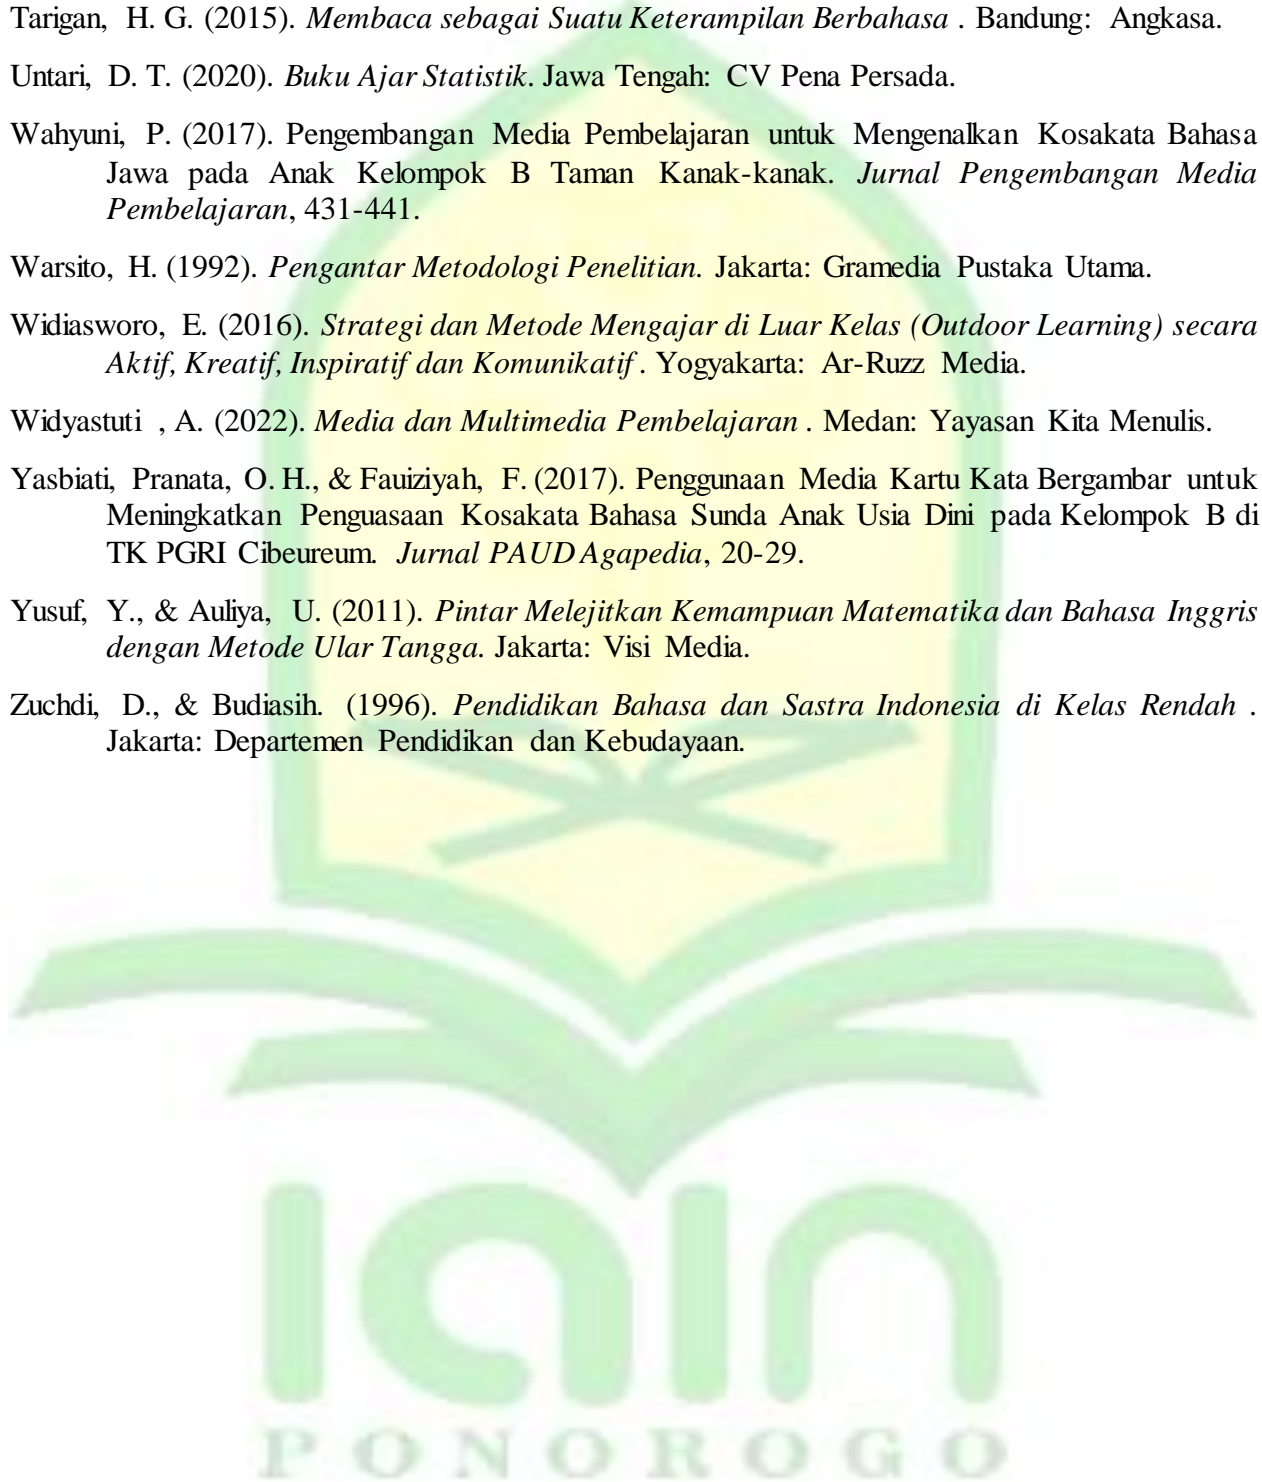 Tarigan, H. G. (2015). Membaca sebagai Suatu Keterampilan Berbahasa . Bandung: Angkasa.
Untari, D. T. (2020). Buku Ajar Statistik. Jawa Tengah: CV Pena Persada.
Wahyuni, P. (2017). Pengembangan Media Pembelajaran untuk Mengenalkan Kosakata Bahasa
Jawa pada Anak Kelompok B Taman Kanak-kanak. Jurnal Pengembangan Media
Pembelajaran, 431-441.
Warsito, H. (1992). Pengantar Metodologi Penelitian. Jakarta: Gramedia Pustaka Utama.
Widiasworo, E. (2016). Strategi dan Metode Mengajar di Luar Kelas (Outdoor Learning) secara
Aktif, Kreatif, Inspiratif dan Komunikatif . Yogyakarta: Ar-Ruzz Media.
Widyastuti , A. (2022). Media dan Multimedia Pembelajaran . Medan: Yayasan Kita Menulis.
Yasbiati, Pranata, O. H., & Fauiziyah, F. (2017). Penggunaan Media Kartu Kata Bergambar untuk
Meningkatkan Penguasaan Kosakata Bahasa Sunda Anak Usia Dini pada Kelompok B di
TK PGRI Cibeureum. Jurnal PAUD Agapedia, 20-29.
Yusuf, Y., & Auliya, U. (2011). Pintar Melejitkan Kemampuan Matematika dan Bahasa Inggris
dengan Metode Ular Tangga. Jakarta: Visi Media.
Zuchdi, D., & Budiasih. (1996). Pendidikan Bahasa dan Sastra Indonesia di Kelas Rendah .
Jakarta: Departemen Pendidikan dan Kebudayaan.
iain
PONOROGO